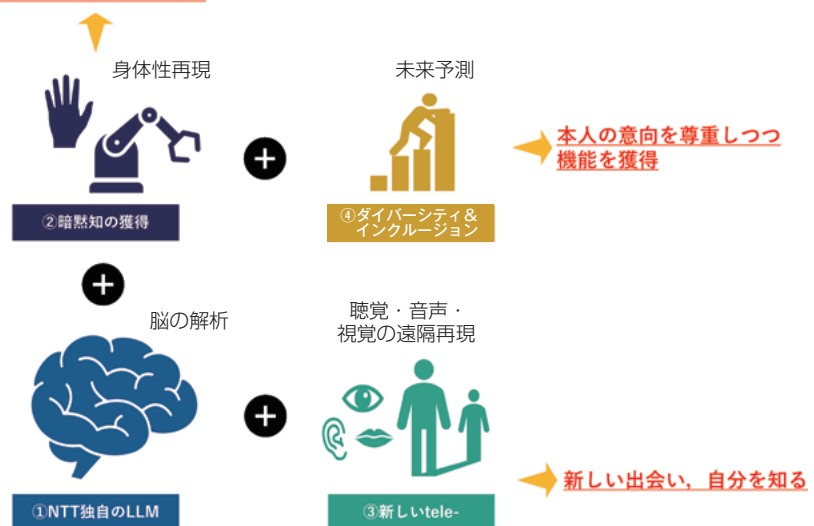 身体性再現
未来予測
本人の意向を尊重しつつ
機能を獲得
②暗黙知の獲得
④ダイバーシティ＆
インクルージョン
脳の解析
聴覚・音声・
視覚の遠隔再現
新しい出会い，自分を知る
①NTT独自のLLM
③新しいtele-